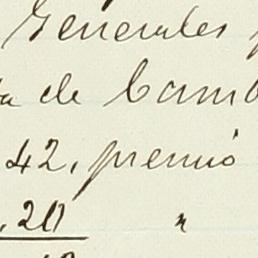 Generales
de Camb
42, premio
.20 "